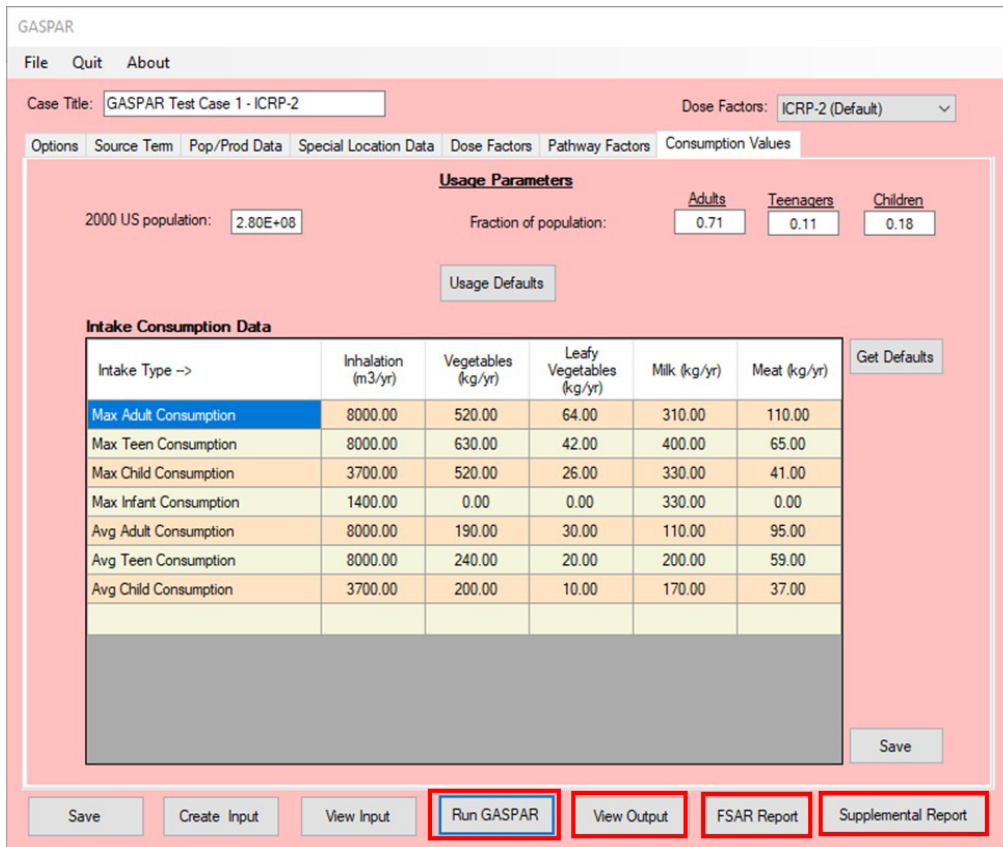 GASPAR
File Quit About
Case Title: GASPAR Test Case 1 - ICRP-2 Dose Factors: ICRP-2 (Default)
Options Source Term Pop/Prod Data Special Location Data Dose Factors Pathway Factors Consumption Values
Usage Parameters
Adults Teenagers Children
2000 US population: 2.80E+08 Fraction of population: 0.71 0.11 0.18
Usage Defaults
Intake Consumption Data
Intake Type --> Inhalation (m3/yr) Vegetables (kg/yr) Leafy Vegetables (kg/yr) Milk (kg/yr) Meat (kg/yr) Get Defaults
Max Adult Consumption 8000.00 520.00 64.00 310.00 110.00
Max Teen Consumption 8000.00 630.00 42.00 400.00 65.00
Max Child Consumption 3700.00 520.00 26.00 330.00 41.00
Max Infant Consumption 1400.00 0.00 0.00 330.00 0.00
Avg Adult Consumption 8000.00 190.00 30.00 110.00 95.00
Avg Teen Consumption 8000.00 240.00 20.00 200.00 59.00
Avg Child Consumption 3700.00 200.00 10.00 170.00 37.00
Save
Save Create Input View Input Run GASPAR View Output FSAR Report Supplemental Report